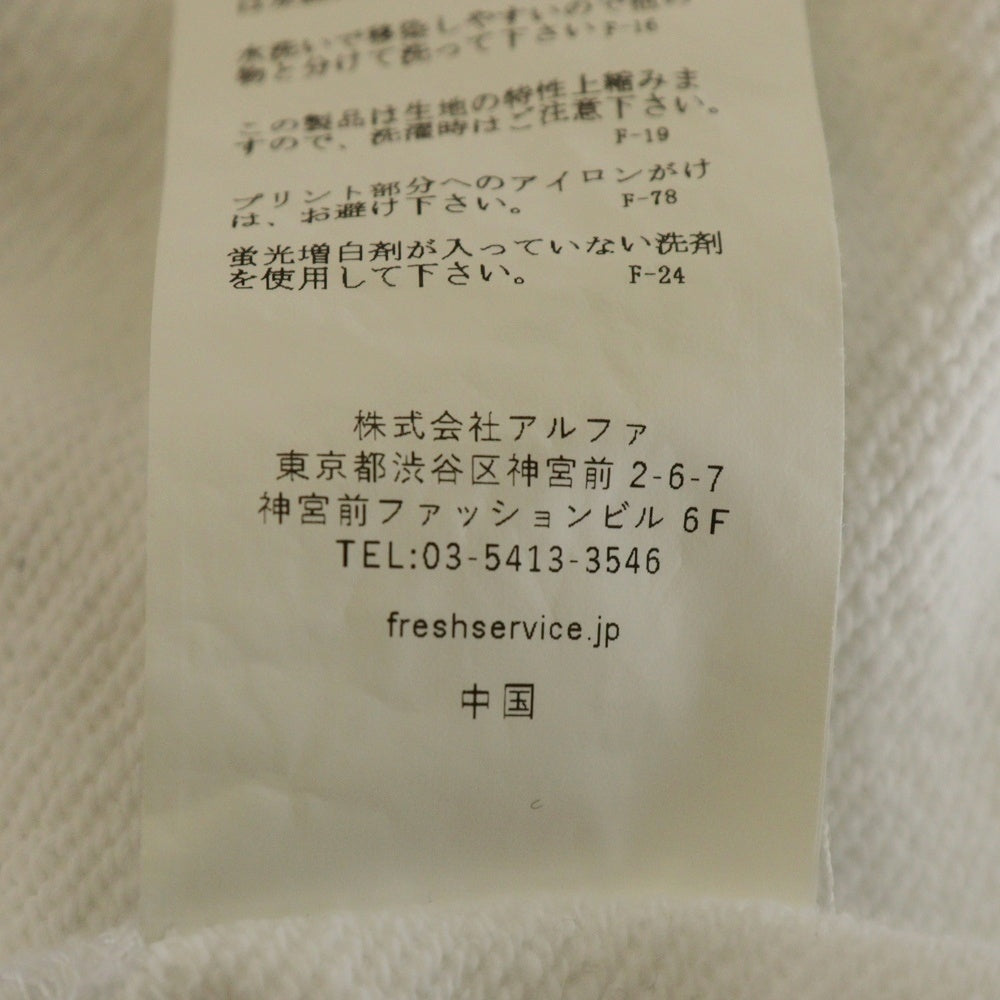 水洗いで移染しやすいので他の
物と分けて洗って下さい F-16
この製品は生地の特性上縮みま
すので、洗濯時はご注意下さい。
F-19
プリント部分へのアイロンがけ
は、お避け下さい。 F-78
蛍光増白剤が入っていない洗剤
を使用して下さい。 F-24
株式会社アルファ
東京都渋谷区神宮前 2-6-7
神宮前ファッションビル 6F
TEL:03-5413-3546
freshservice.jp
中国